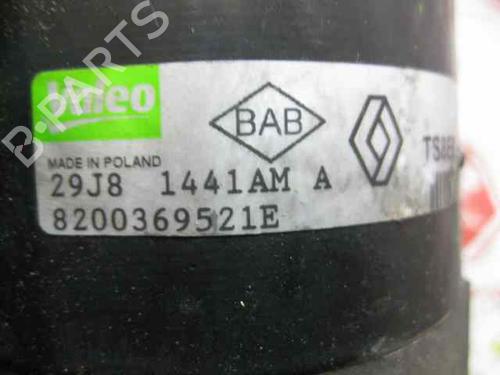 B-PARTS
Valeo
BAB
MADE IN POLAND
29J8 1441AM A
8200369521E